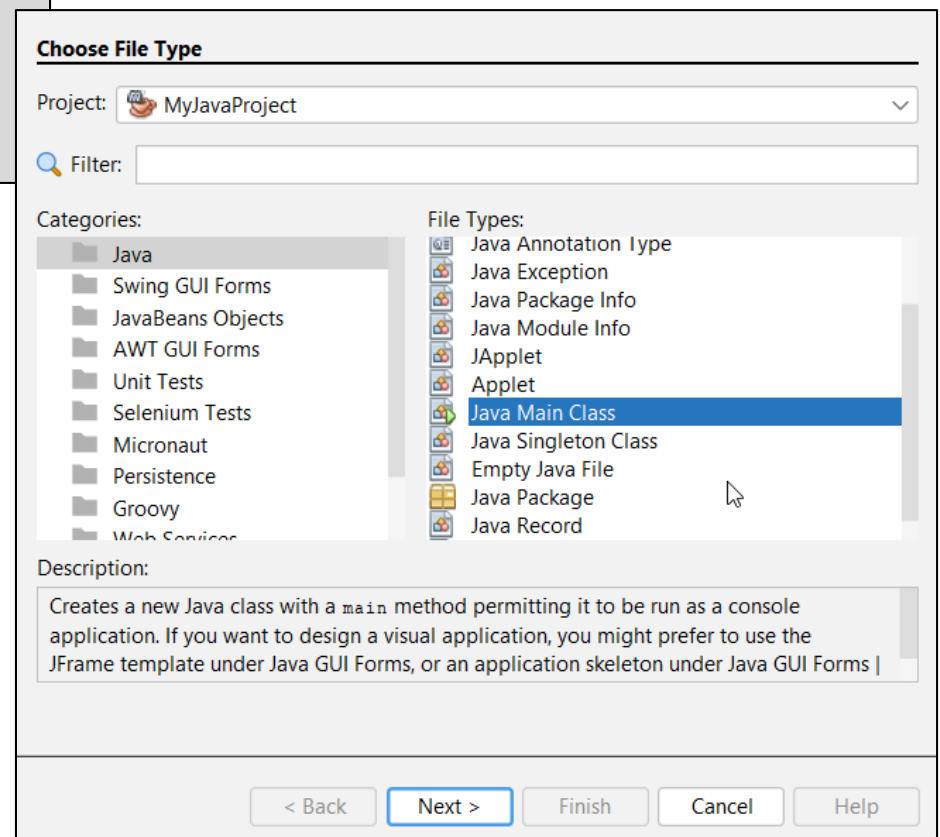 Choose File Type
Project: MyJavaProject
Filter:
Categories:
Java
Swing GUI Forms
JavaBeans Objects
AWT GUI Forms
Unit Tests
Selenium Tests
Micronaut
Persistence
Groovy
Web Services
File Types:
Java Annotation Type
Java Exception
Java Package Info
Java Module Info
JApplet
Applet
Java Main Class
Java Singleton Class
Empty Java File
Java Package
Java Record
Description:
Creates a new Java class with a main method permitting it to be run as a console
application. If you want to design a visual application, you might prefer to use the
JFrame template under Java GUI Forms, or an application skeleton under Java GUI Forms |
< Back Next > Finish Cancel Help